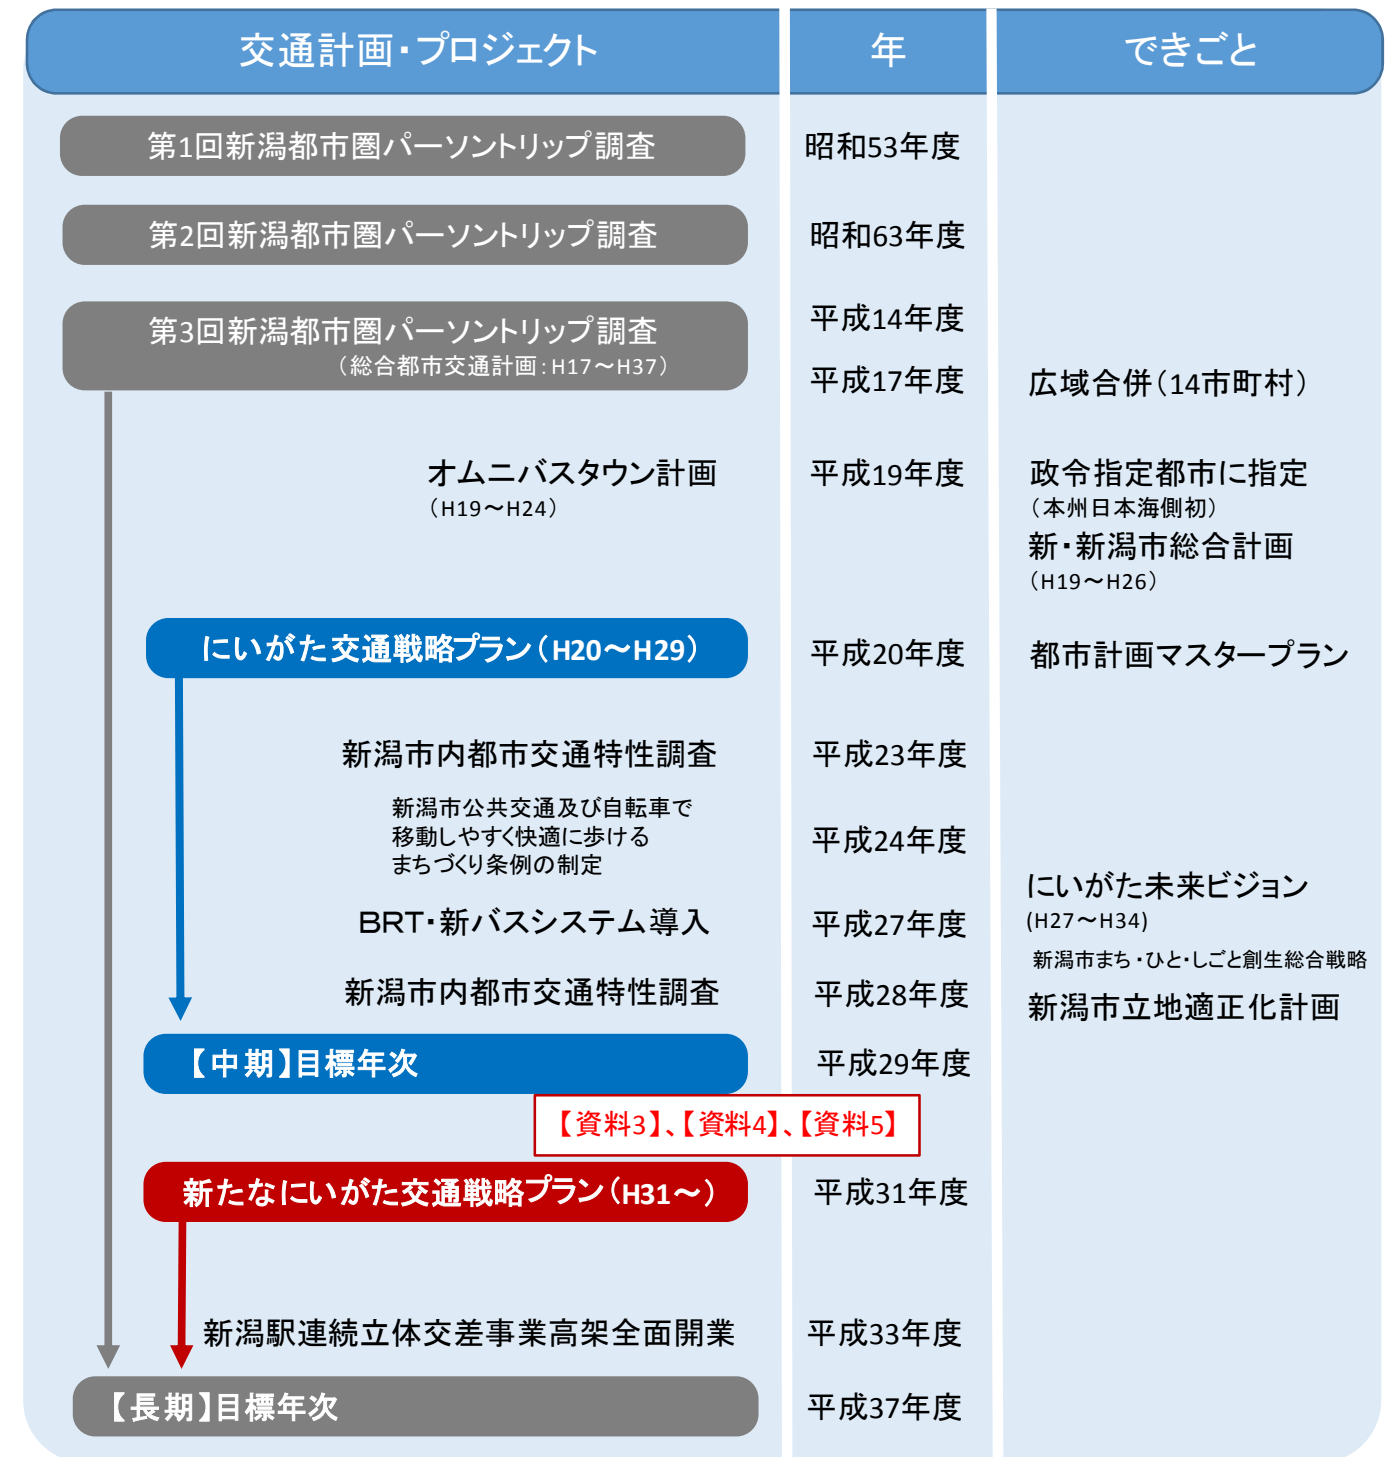 交通計画・プロジェクト 年 できごと
第1回新潟都市圏パーソントリップ調査 昭和53年度
第2回新潟都市圏パーソントリップ調査 昭和63年度
第3回新潟都市圏パーソントリップ調査 平成14年度
（総合都市交通計画：H17～H37）
平成17年度 広域合併（14市町村）
オムニバスタウン計画 平成19年度 政令指定都市に指定
（H19～H24） （本州日本海側初）
新・新潟市総合計画
（H19～H26）
にいがた交通戦略プラン（H20～H29） 平成20年度 都市計画マスタープラン
新潟市内都市交通特性調査 平成23年度
新潟市公共交通及び自転車で
移動しやすく快適に歩ける 平成24年度
まちづくり条例の制定
にいがた未来ビジョン
BRT・新バスシステム導入 平成27年度 (H27～H34)
新潟市まち・ひと・しごと創生総合戦略
新潟市内都市交通特性調査 平成28年度 新潟市立地適正化計画
【中期】目標年次 平成29年度
【資料3】、【資料4】、【資料5】
新たなにいがた交通戦略プラン（H31～） 平成31年度
新潟駅連続立体交差事業高架全面開業 平成33年度
【長期】目標年次 平成37年度